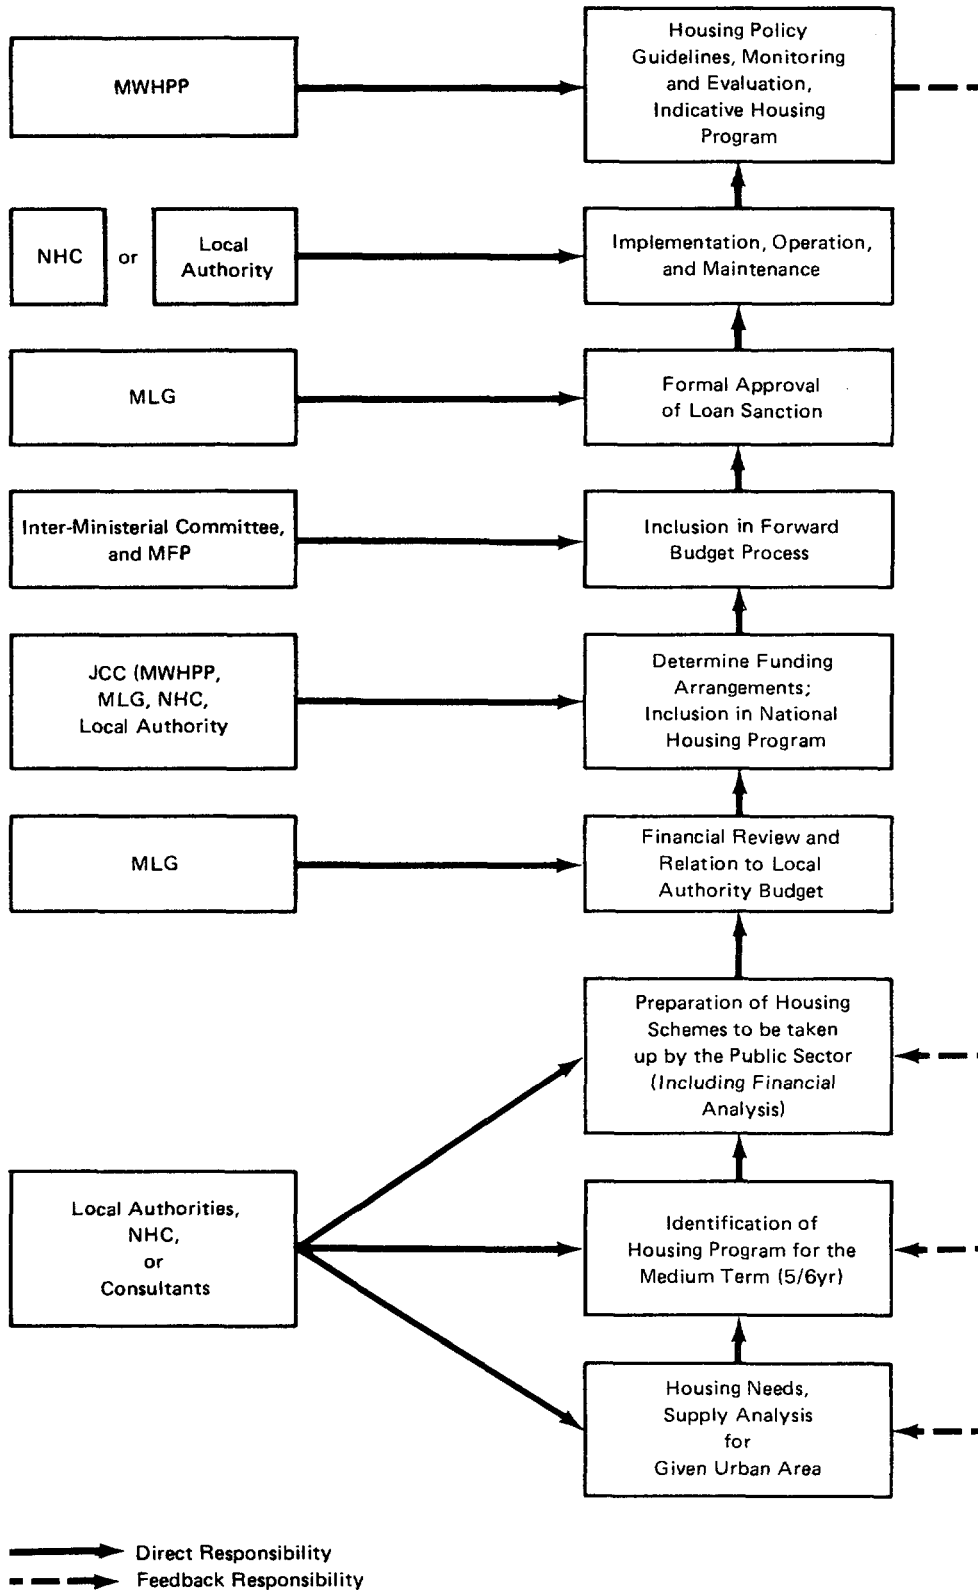 MWHPP
Housing Policy
Guidelines, Monitoring
and Evaluation,
Indicative Housing
Program
NHC
or
Local
Authority
Implementation, Operation,
and Maintenance
MLG
Formal Approval
of Loan Sanction
Inter-Ministerial Committee,
and MFP
Inclusion in Forward
Budget Process
JCC (MWHPP,
MLG, NHC,
Local Authority
Determine Funding
Arrangements;
Inclusion in National
Housing Program
MLG
Financial Review and
Relation to Local
Authority Budget
Preparation of Housing
Schemes to be taken
up by the Public Sector
(Including Financial
Analysis)
Local Authorities,
NHC,
or
Consultants
Identification of
Housing Program for the
Medium Term (5/6yr)
Housing Needs,
Supply Analysis
for
Given Urban Area
Direct Responsibility
Feedback Responsibility